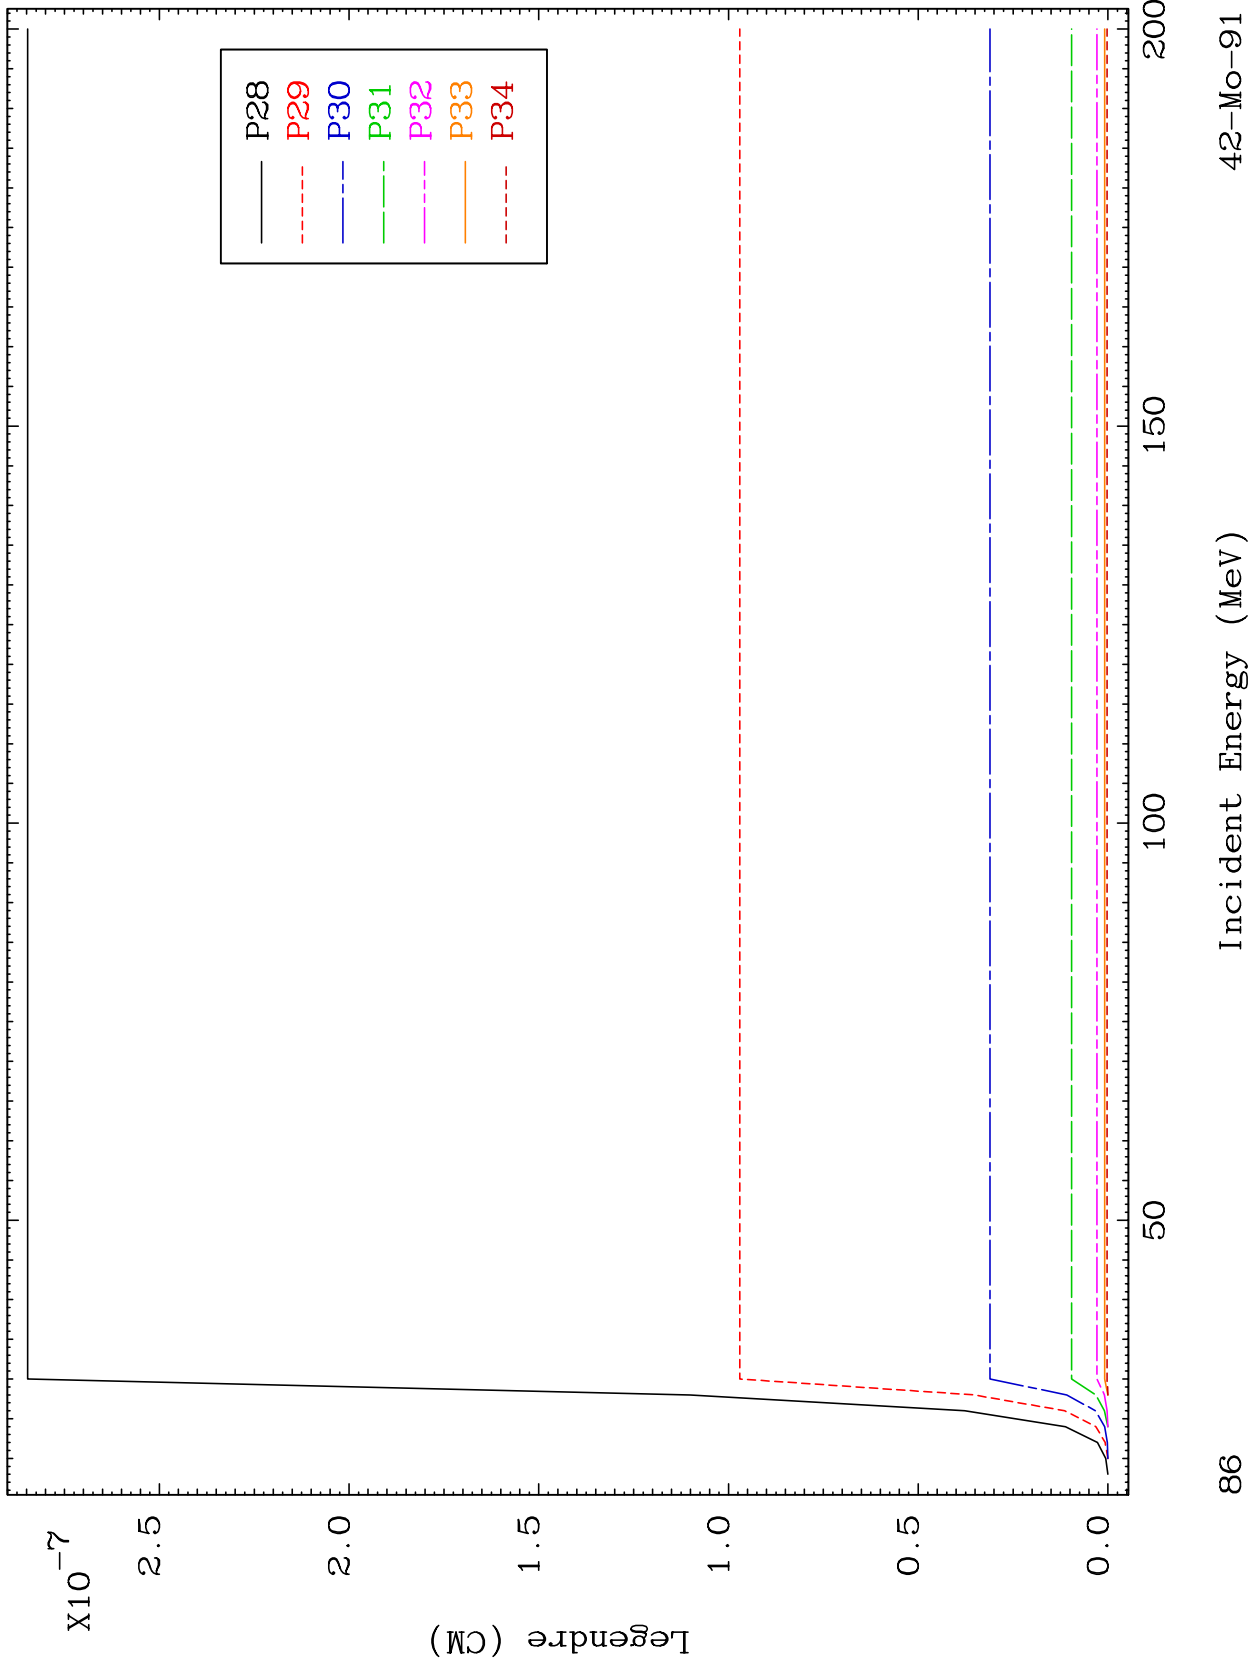 X10-7
2.5
2.0
1.5
1.0
0.5
0.0
Legendre (CM)
P28
P29
P30
P31
P32
P33
P34
50
100
150
200
Incident Energy (MeV)
86
42-Mo-91